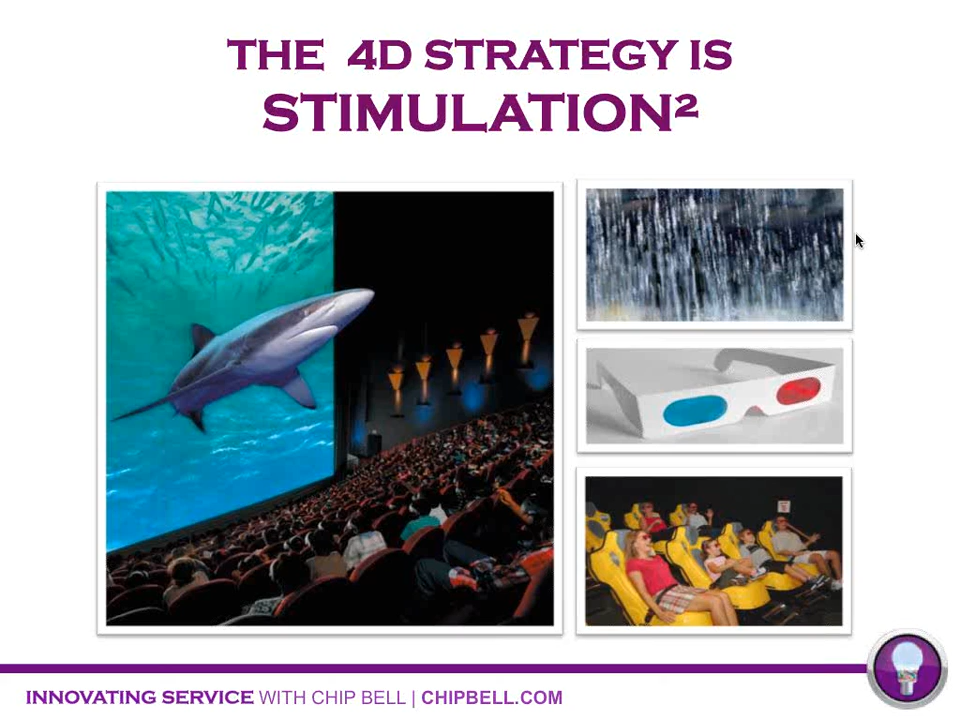 THE 4D STRATEGY IS
STIMULATION²
INNOVATING SERVICE WITH CHIP BELL | CHIPBELL.COM